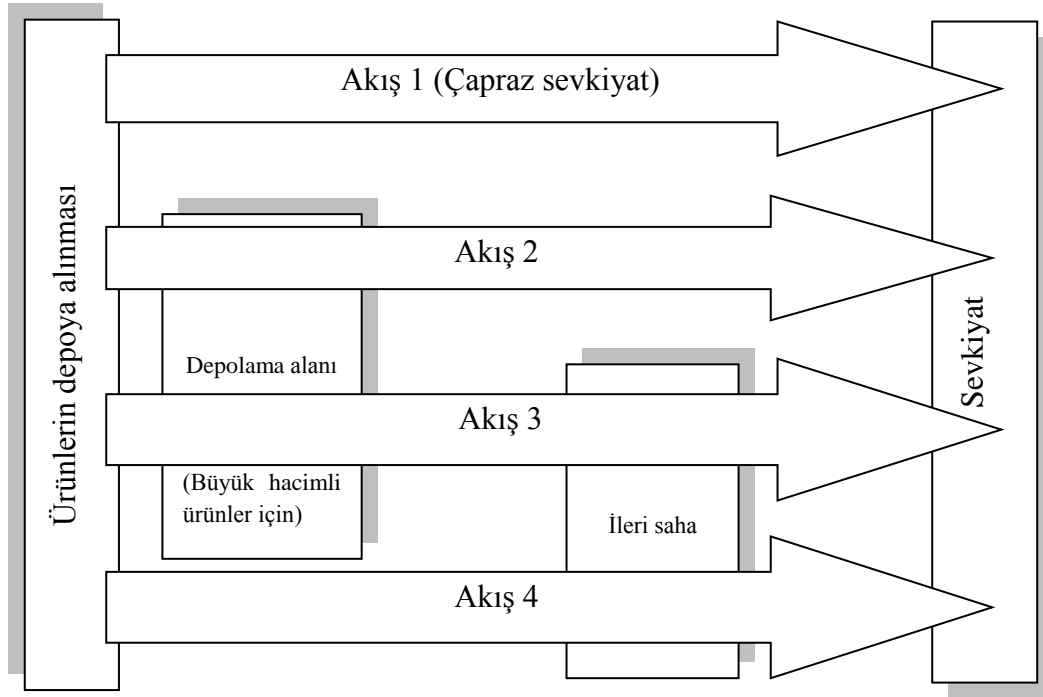 Ürünlerin depoya alınması
Akış 1 (Çapraz sevkiyat)
Akış 2
Depolama alanı
Akış 3
(Büyük hacimli
ürünler için)
İleri saha
Akış 4
Sevkiyat